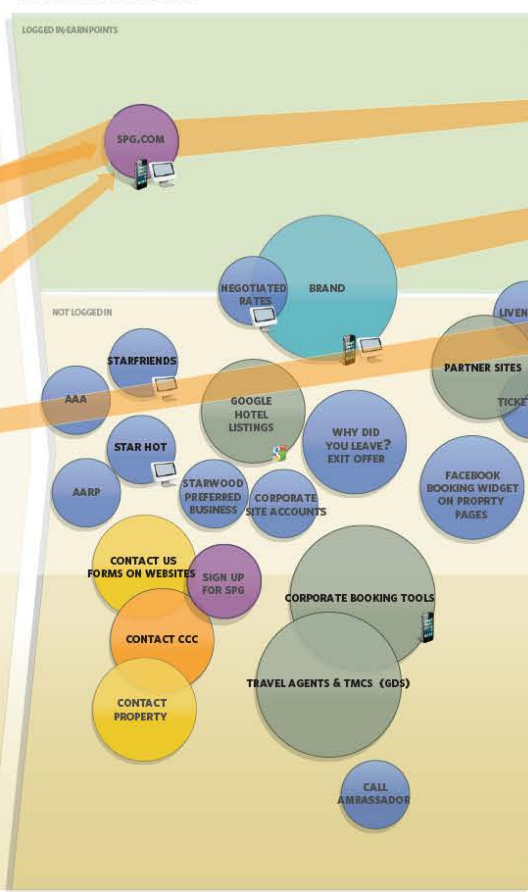 LOGGED IN/EARN POINTS
SPG.COM
NEGOTIATED
RATES
BRAND
NOT LOGGED IN
STARFRIENDS
AAA
GOOGLE
HOTEL
LISTINGS
PARTNER SITES
STAR HOT
WHY DID
YOU LEAVE?
EXIT OFFER
AARP
STARWOOD
PREFERRED
BUSINESS
CORPORATE
SITE ACCOUNTS
FACEBOOK
BOOKING WIDGET
ON PROPRTY
PAGES
CONTACT US
FORMS ON WEBSITES
SIGN UP
FOR SPG
CORPORATE BOOKING TOOLS
CONTACT CCC
TRAVEL AGENTS & TMCS (GDS)
CONTACT
PROPERTY
CALL
AMBASSADOR